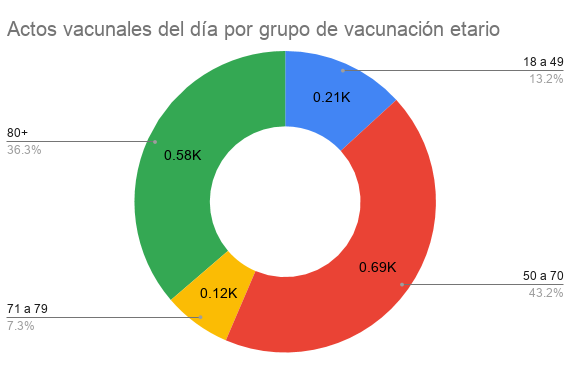 Actos vacunales del día por grupo de vacunación etario
18 a 49
13.2%
0.21K
80+
36.3%
0.58K
0.69K
50 a 70
43.2%
0.12K
71 a 79
7.3%